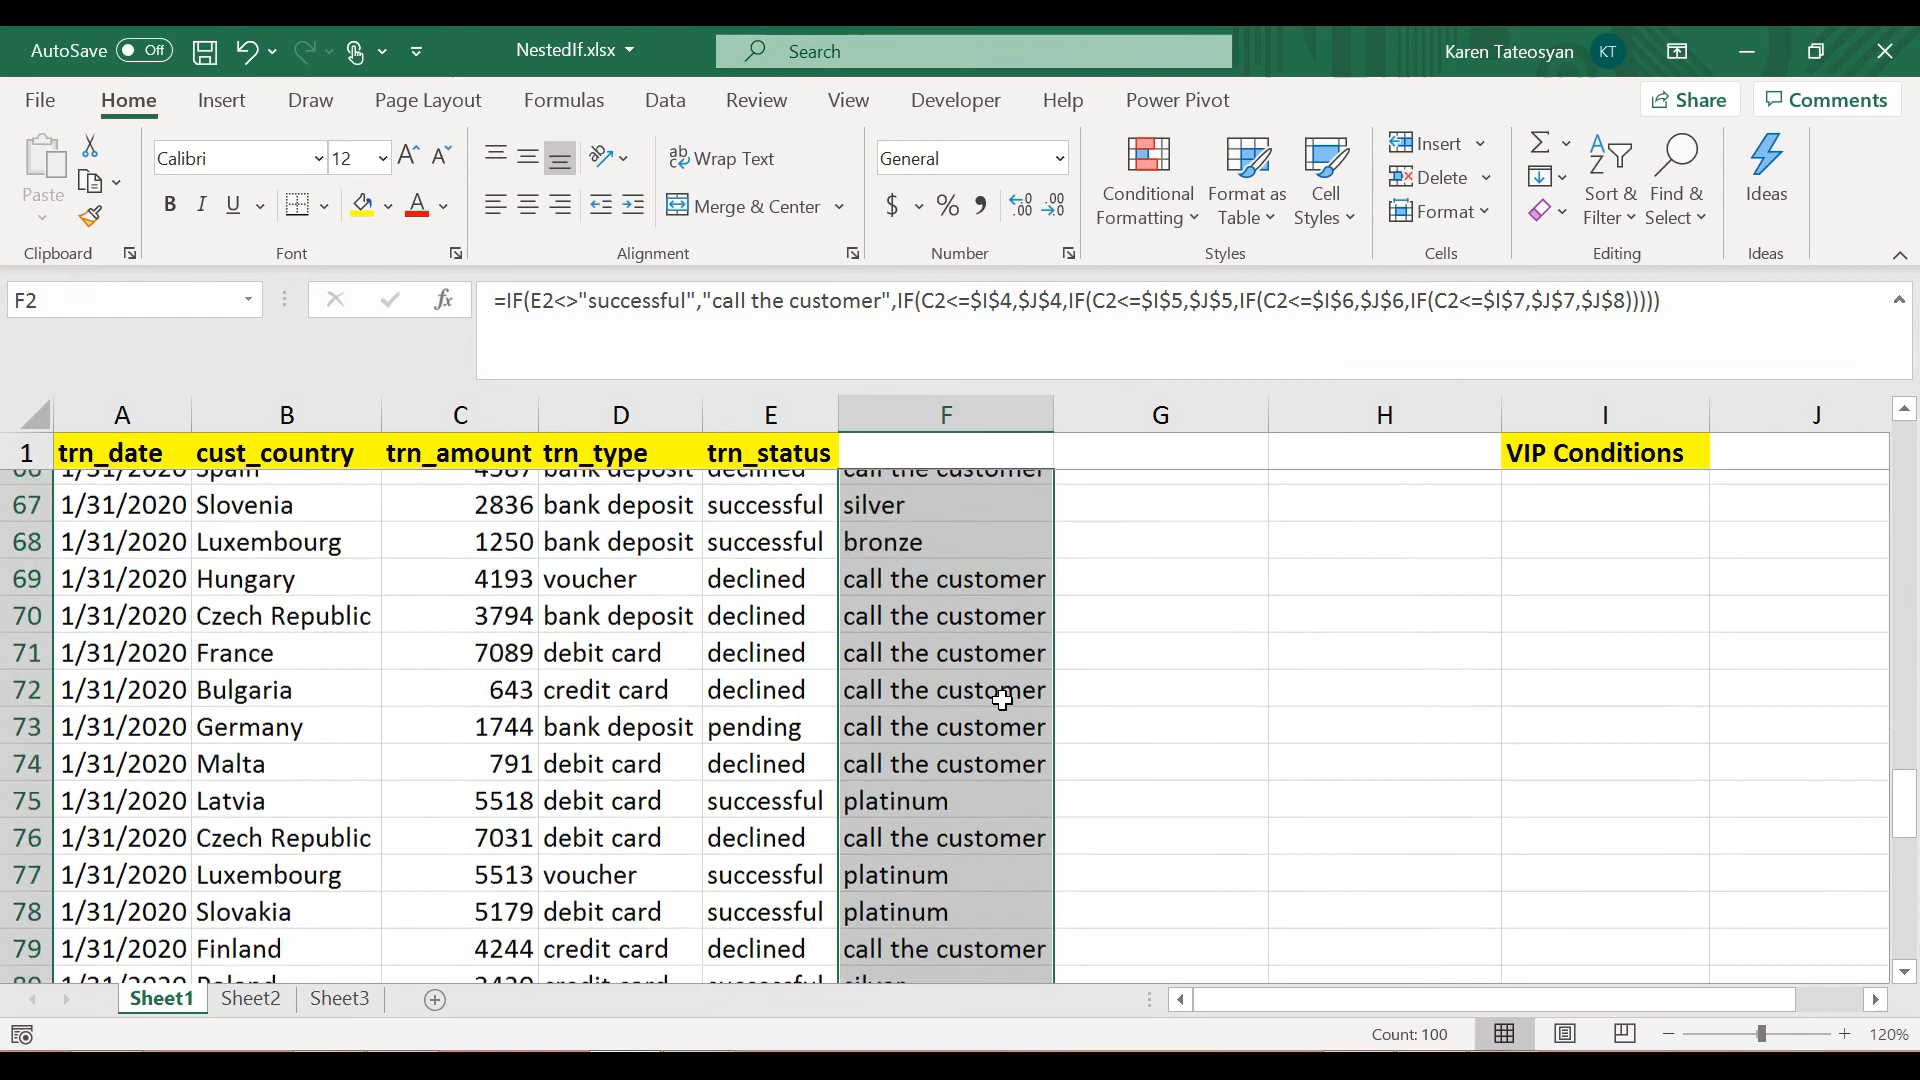 AutoSave Off NestedIf.xlsx Search Karen Tateosyan KT
File Home Insert Draw Page Layout Formulas Data Review View Developer Help Power Pivot Share Comments
Paste
Clipboard
Calibri 12
B I U
Font
Wrap Text
Merge & Center
Alignment
General
$ % 9
Number
Conditional Formatting
Format as Table
Cell Styles
Styles
Insert
Delete
Format
Cells
Sort & Filter
Find & Select
Editing
Ideas
Ideas
F2 fx =IF(E2<>"successful","call the customer",IF(C2<=$I$4,$J$4,IF(C2<=$I$5,$J$5,IF(C2<=$I$6,$J$6,IF(C2<=$I$7,$J$7,$J$8)))))
A B C D E F G H I J
1 trn_date cust_country trn_amount trn_type trn_status VIP Conditions
66 1/31/2020 Spain 4587 bank deposit declined call the customer
67 1/31/2020 Slovenia 2836 bank deposit successful silver
68 1/31/2020 Luxembourg 1250 bank deposit successful bronze
69 1/31/2020 Hungary 4193 voucher declined call the customer
70 1/31/2020 Czech Republic 3794 bank deposit declined call the customer
71 1/31/2020 France 7089 debit card declined call the customer
72 1/31/2020 Bulgaria 643 credit card declined call the customer
73 1/31/2020 Germany 1744 bank deposit pending call the customer
74 1/31/2020 Malta 791 debit card declined call the customer
75 1/31/2020 Latvia 5518 debit card successful platinum
76 1/31/2020 Czech Republic 7031 debit card declined call the customer
77 1/31/2020 Luxembourg 5513 voucher successful platinum
78 1/31/2020 Slovakia 5179 debit card successful platinum
79 1/31/2020 Finland 4244 credit card declined call the customer
80 1/31/2020 Poland credit card silver
Sheet1 Sheet2 Sheet3
Count: 100 120%